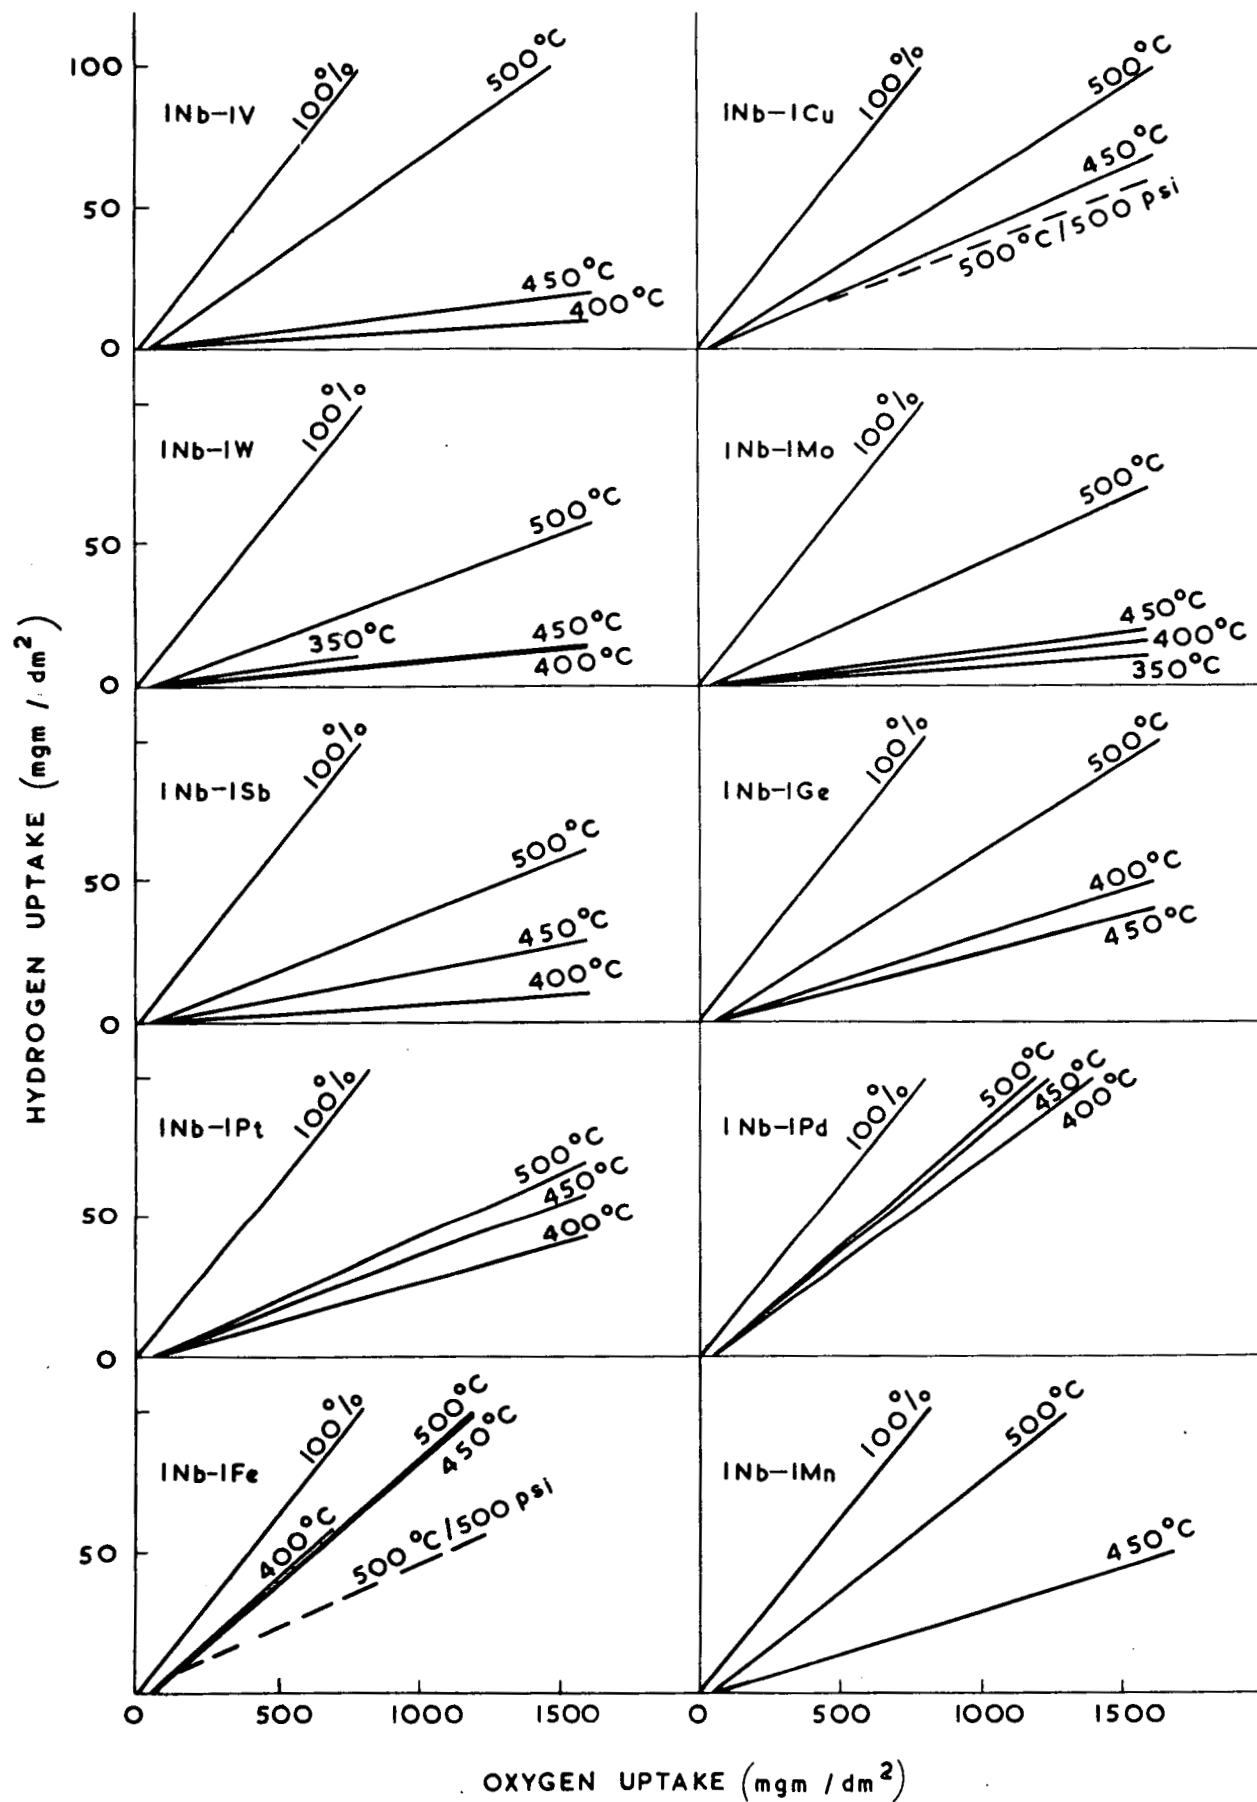 HYDROGEN UPTAKE (mgm / dm²)
100
50
0
1Nb-1V
100%
500°C
450°C
400°C
1Nb-1Cu
100%
500°C
450°C
500°C/500 psi
50
0
1Nb-1W
100%
500°C
350°C
450°C
400°C
1Nb-1Mo
100%
500°C
450°C
400°C
350°C
50
0
1Nb-1Sb
100%
500°C
450°C
400°C
1Nb-1Ge
100%
500°C
400°C
450°C
50
0
1Nb-1Pt
100%
500°C
450°C
400°C
1Nb-1Pd
100%
500°C
450°C
400°C
50
1Nb-1Fe
100%
500°C
450°C
400°C
500°C/500 psi
1Nb-1Mn
100%
500°C
450°C
0 500 1000 1500 0 500 1000 1500
OXYGEN UPTAKE (mgm / dm²)